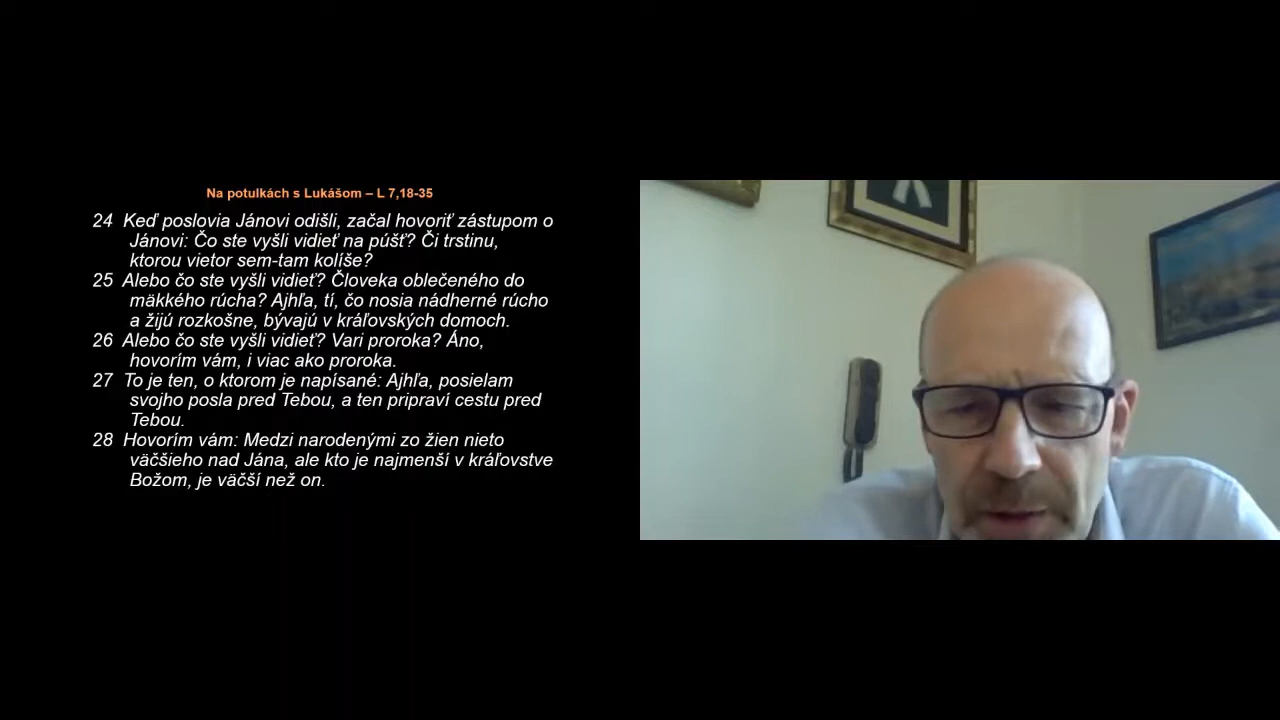 Na potulkách s Lukášom – L 7,18-35
24 Keď poslovia Jánovi odišli, začal hovoriť zástupom o
Jánovi: Čo ste vyšli vidieť na púšť? Či trstinu,
ktorou vietor sem-tam kolíše?
25 Alebo čo ste vyšli vidieť? Človeka oblečeného do
mäkkého rúcha? Ajhľa, tí, čo nosia nádherné rúcho
a žijú rozkošne, bývajú v kráľovských domoch.
26 Alebo čo ste vyšli vidieť? Vari proroka? Áno,
hovorím vám, i viac ako proroka.
27 To je ten, o ktorom je napísané: Ajhľa, posielam
svojho posla pred Tebou, a ten pripraví cestu pred
Tebou.
28 Hovorím vám: Medzi narodenými zo žien nieto
väčšieho nad Jána, ale kto je najmenší v kráľovstve
Božom, je väčší než on.